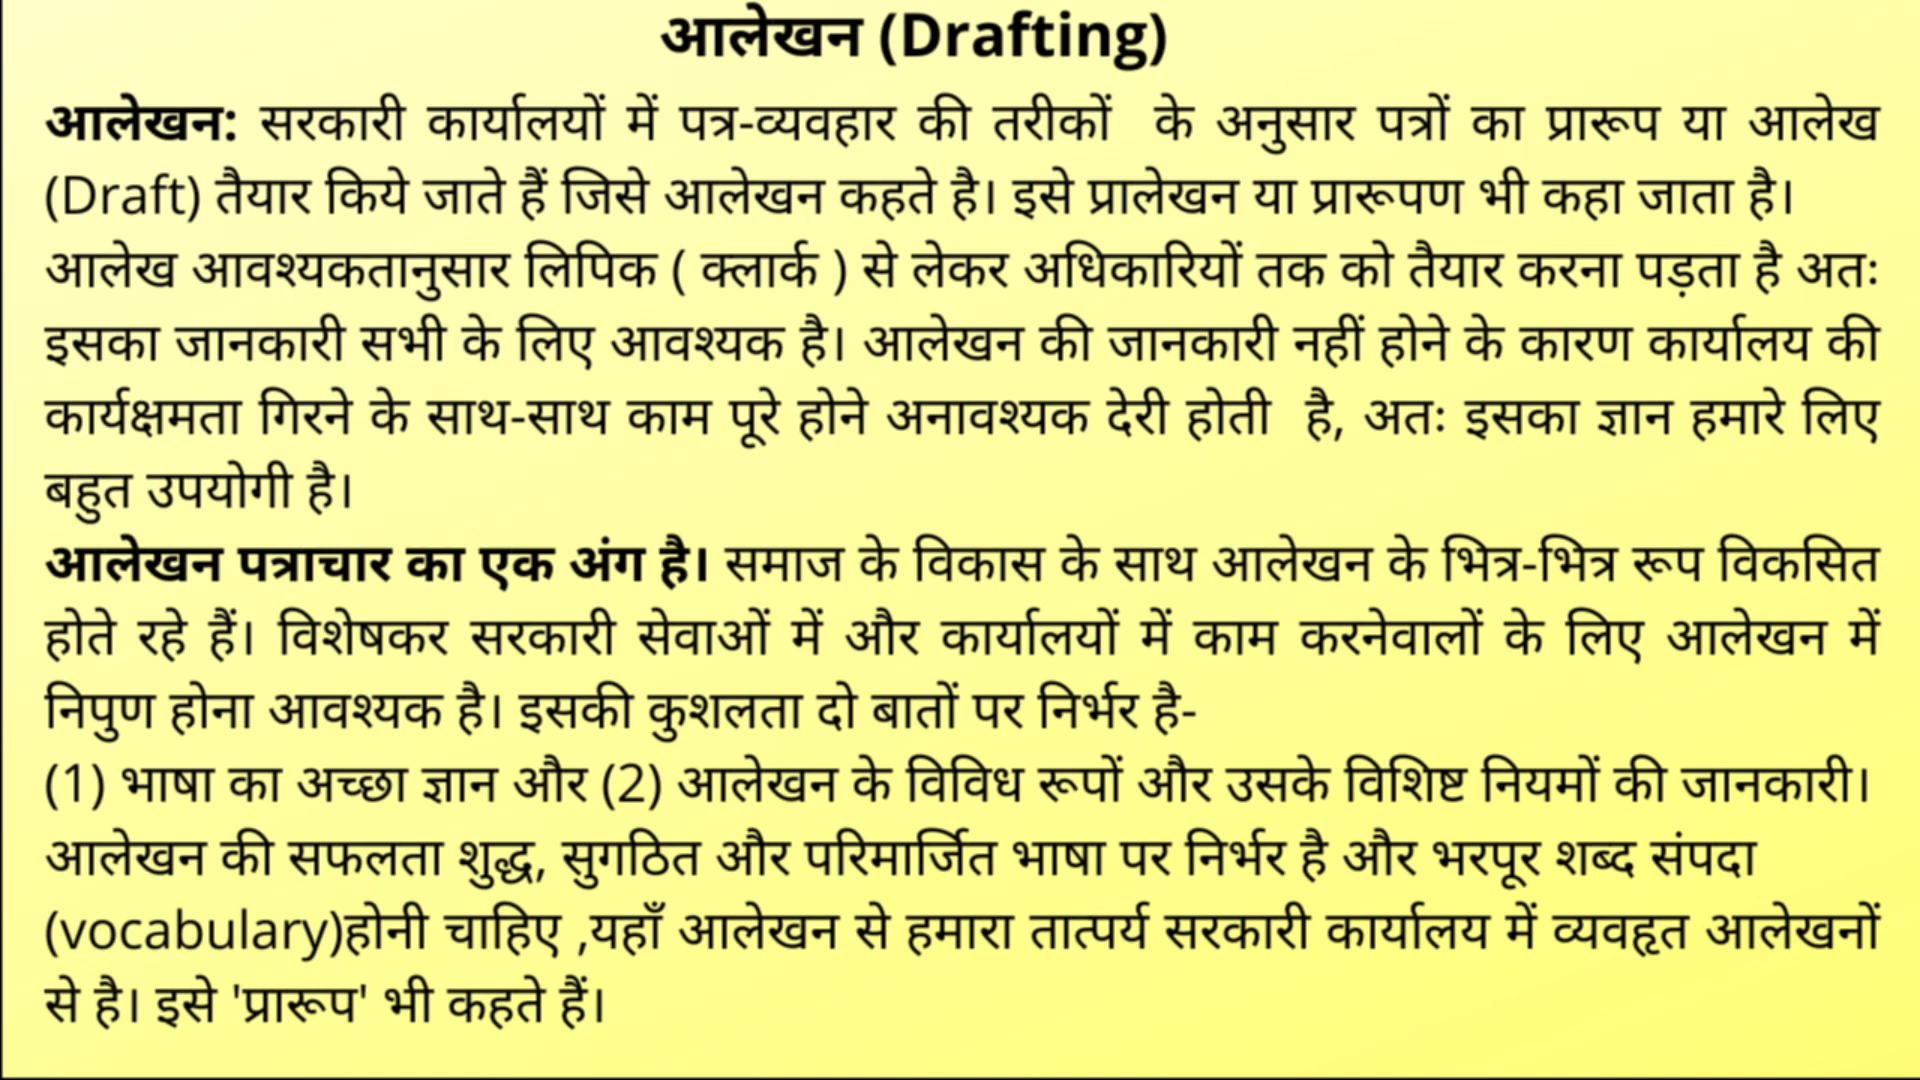 आलेखन (Drafting)
आलेखन: सरकारी कार्यालयों में पत्र-व्यवहार की तरीकों के अनुसार पत्रों का प्रारूप या आलेख
(Draft) तैयार किये जाते हैं जिसे आलेखन कहते है। इसे प्रालेखन या प्रारूपण भी कहा जाता है।
आलेख आवश्यकतानुसार लिपिक ( क्लार्क ) से लेकर अधिकारियों तक को तैयार करना पड़ता है अतः
इसका जानकारी सभी के लिए आवश्यक है। आलेखन की जानकारी नहीं होने के कारण कार्यालय की
कार्यक्षमता गिरने के साथ-साथ काम पूरे होने अनावश्यक देरी होती है, अतः इसका ज्ञान हमारे लिए
बहुत उपयोगी है।
आलेखन पत्राचार का एक अंग है। समाज के विकास के साथ आलेखन के भित्र-भित्र रूप विकसित
होते रहे हैं। विशेषकर सरकारी सेवाओं में और कार्यालयों में काम करनेवालों के लिए आलेखन में
निपुण होना आवश्यक है। इसकी कुशलता दो बातों पर निर्भर है-
(1) भाषा का अच्छा ज्ञान और (2) आलेखन के विविध रूपों और उसके विशिष्ट नियमों की जानकारी।
आलेखन की सफलता शुद्ध, सुगठित और परिमार्जित भाषा पर निर्भर है और भरपूर शब्द संपदा
(vocabulary)होनी चाहिए ,यहाँ आलेखन से हमारा तात्पर्य सरकारी कार्यालय में व्यवहृत आलेखनों
से है। इसे 'प्रारूप' भी कहते हैं।